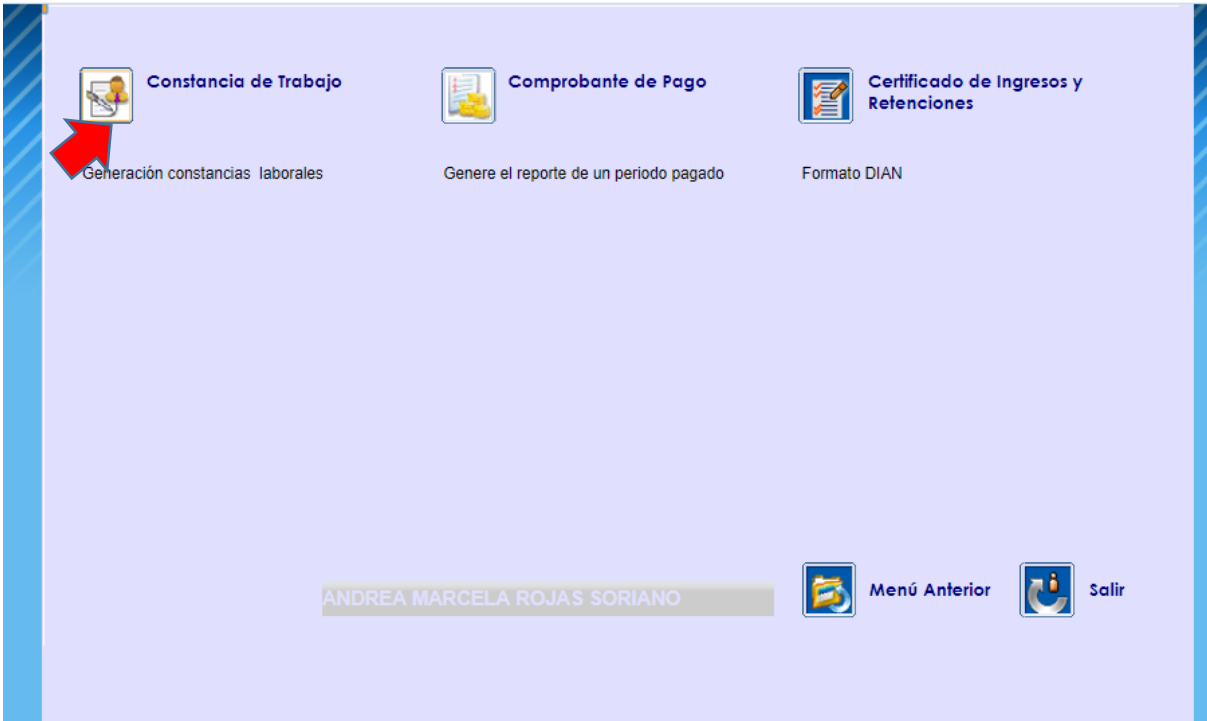 Constancia de Trabajo
Comprobante de Pago
Certificado de Ingresos y
Retenciones
Generación constancias laborales
Genere el reporte de un periodo pagado
Formato DIAN
ANDREA MARCELA ROJAS SORIANO
Menú Anterior
Salir